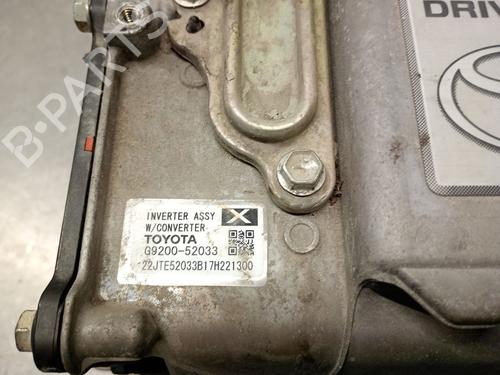 DRIV
B-PARTS
INVERTER ASSY
W/CONVERTER
TOYOTA
G9200-52033
22JTE52033B17H221300
X